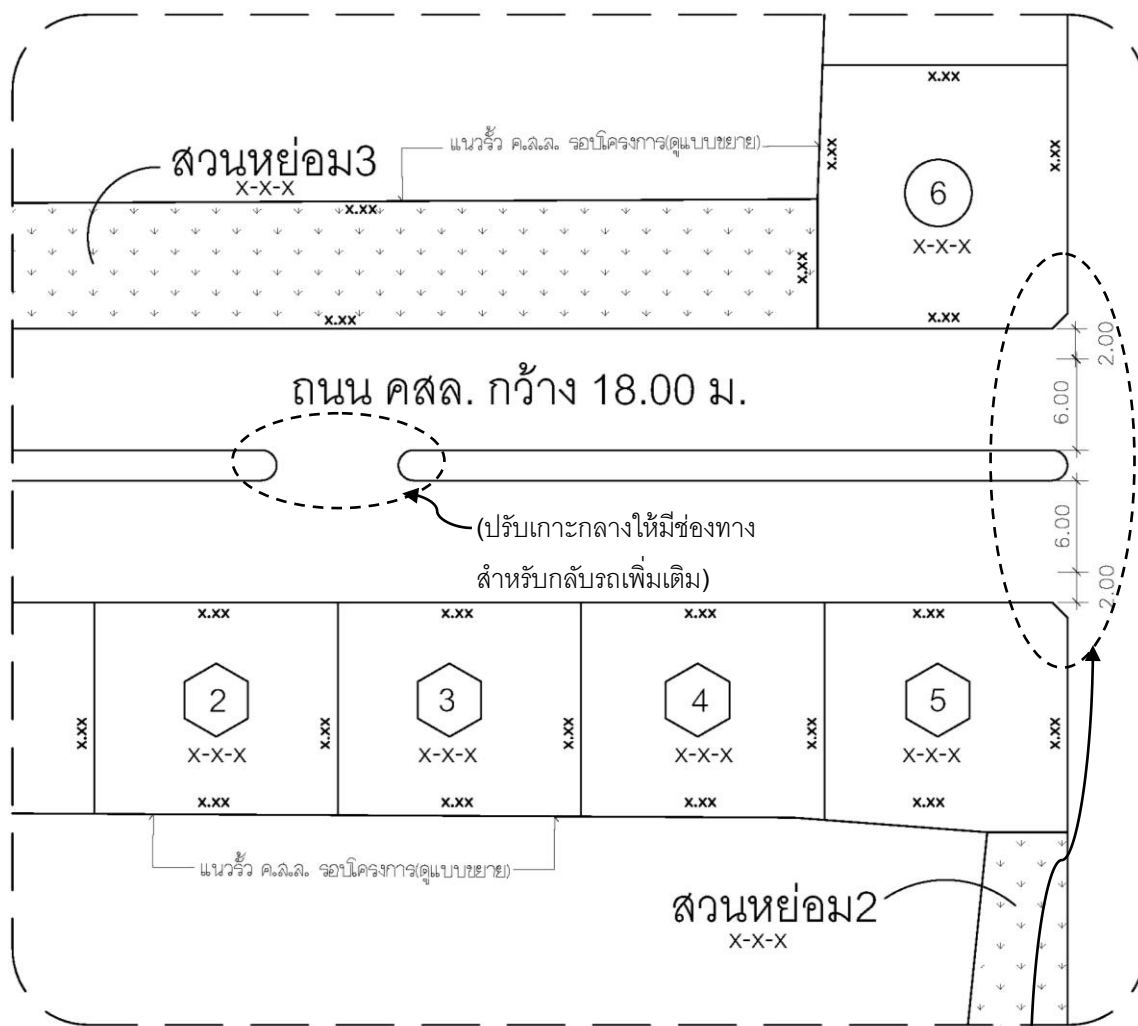 x.xx
แนวรั้ว ค.ส.ล. รอบโครงการ(ดูแบบขยาย)
สวนหย่อม3
x-x-x
x.xx
x.xx
x.xx
6
x-x-x
x.xx
x.xx
x.xx
x.xx
2.00
ถนน คสล. กว้าง 18.00 ม.
6.00
(ปรับเกาะกลางให้มีช่องทาง
สำหรับกลับรถเพิ่มเติม)
6.00
2.00
x.xx
x.xx
x.xx
x.xx
2
3
4
5
x.xx
x.xx
x.xx
x.xx
x.xx
x-x-x
x-x-x
x-x-x
x-x-x
x.xx
x.xx
x.xx
x.xx
แนวรั้ว ค.ส.ล. รอบโครงการ(ดูแบบขยาย)
สวนหย่อม2
x-x-x